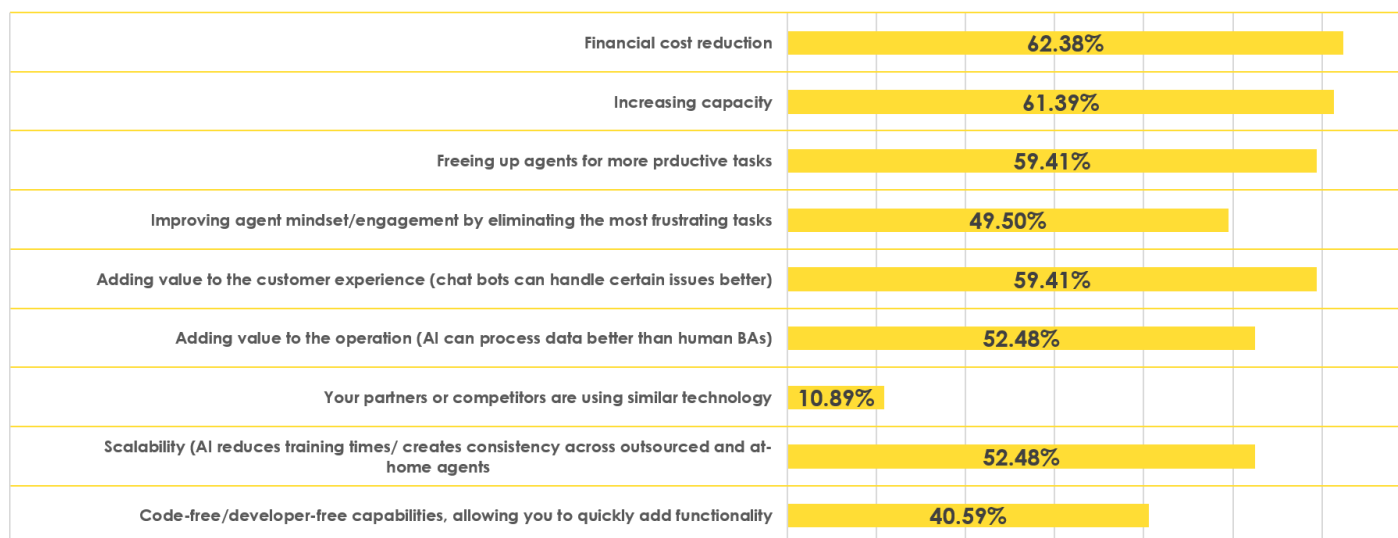 Financial cost reduction
62.38%
Increasing capacity
61.39%
Freeing up agents for more prductive tasks
59.41%
Improving agent mindset/engagement by eliminating the most frustrating tasks
49.50%
Adding value to the customer experience (chat bots can handle certain issues better)
59.41%
Adding value to the operation (AI can process data better than human BAs)
52.48%
Your partners or competitors are using similar technology
10.89%
Scalability (AI reduces training times/ creates consistency across outsourced and at-
home agents
52.48%
Code-free/developer-free capabilities, allowing you to quickly add functionality
40.59%